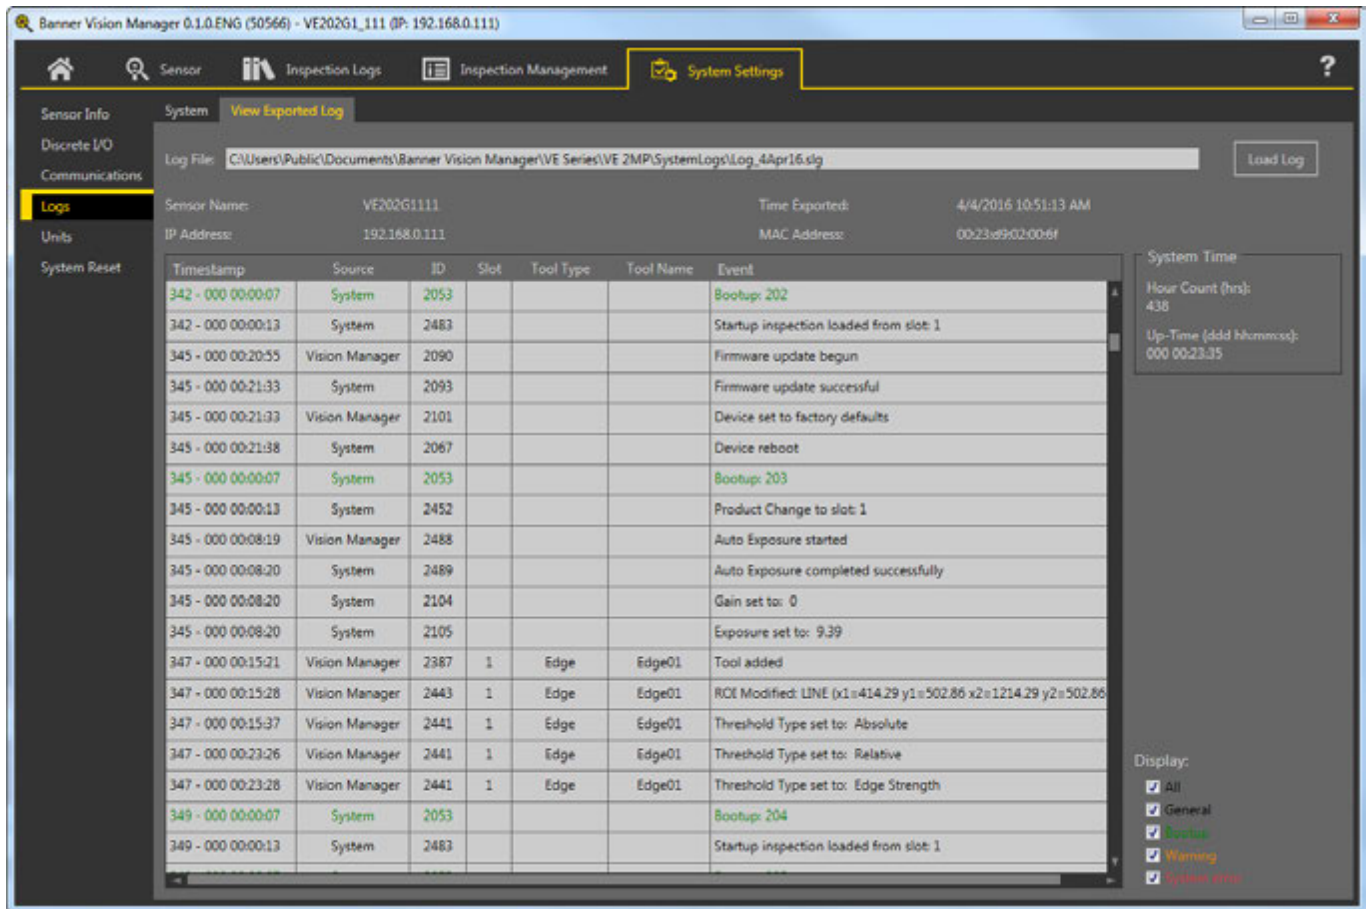 Banner Vision Manager 0.1.0.ENG (50566) - VE202G1_111 (IP: 192.168.0.111)
Sensor Inspection Logs Inspection Management System Settings ?
Sensor Info
Discrete I/O
Communications
Logs
Units
System Reset
System View Exported Log
Log File: C:\Users\Public\Documents\Banner Vision Manager\VE Series\VE 2MP\SystemLogs\Log_4Apr16.slg Load Log
Sensor Name: VE202G1111 Time Exported: 4/4/2016 10:51:13 AM
IP Address: 192.168.0.111 MAC Address: 00:23:d9:02:00:6f
Timestamp Source ID Slot Tool Type Tool Name Event
342 - 000 00:00:07 System 2053 Bootup: 202
342 - 000 00:00:13 System 2483 Startup inspection loaded from slot: 1
345 - 000 00:20:55 Vision Manager 2090 Firmware update begun
345 - 000 00:21:33 System 2093 Firmware update successful
345 - 000 00:21:33 Vision Manager 2101 Device set to factory defaults
345 - 000 00:21:38 System 2067 Device reboot
345 - 000 00:00:07 System 2053 Bootup: 203
345 - 000 00:00:13 System 2452 Product Change to slot: 1
345 - 000 00:08:19 Vision Manager 2488 Auto Exposure started
345 - 000 00:08:20 System 2489 Auto Exposure completed successfully
345 - 000 00:08:20 System 2104 Gain set to: 0
345 - 000 00:08:20 System 2105 Exposure set to: 9.39
347 - 000 00:15:21 Vision Manager 2387 1 Edge Edge01 Tool added
347 - 000 00:15:28 Vision Manager 2443 1 Edge Edge01 ROI Modified: LINE (x1=414.29 y1=502.86 x2=1214.29 y2=502.86
347 - 000 00:15:37 Vision Manager 2441 1 Edge Edge01 Threshold Type set to: Absolute
347 - 000 00:23:26 Vision Manager 2441 1 Edge Edge01 Threshold Type set to: Relative
347 - 000 00:23:28 Vision Manager 2441 1 Edge Edge01 Threshold Type set to: Edge Strength
349 - 000 00:00:07 System 2053 Bootup: 204
349 - 000 00:00:13 System 2483 Startup inspection loaded from slot: 1
System Time
Hour Count (hrs):
438
Up-Time (ddd hh:mm:ss):
000 00:23:35
Display:
All
General
Bootup
Warning
System error